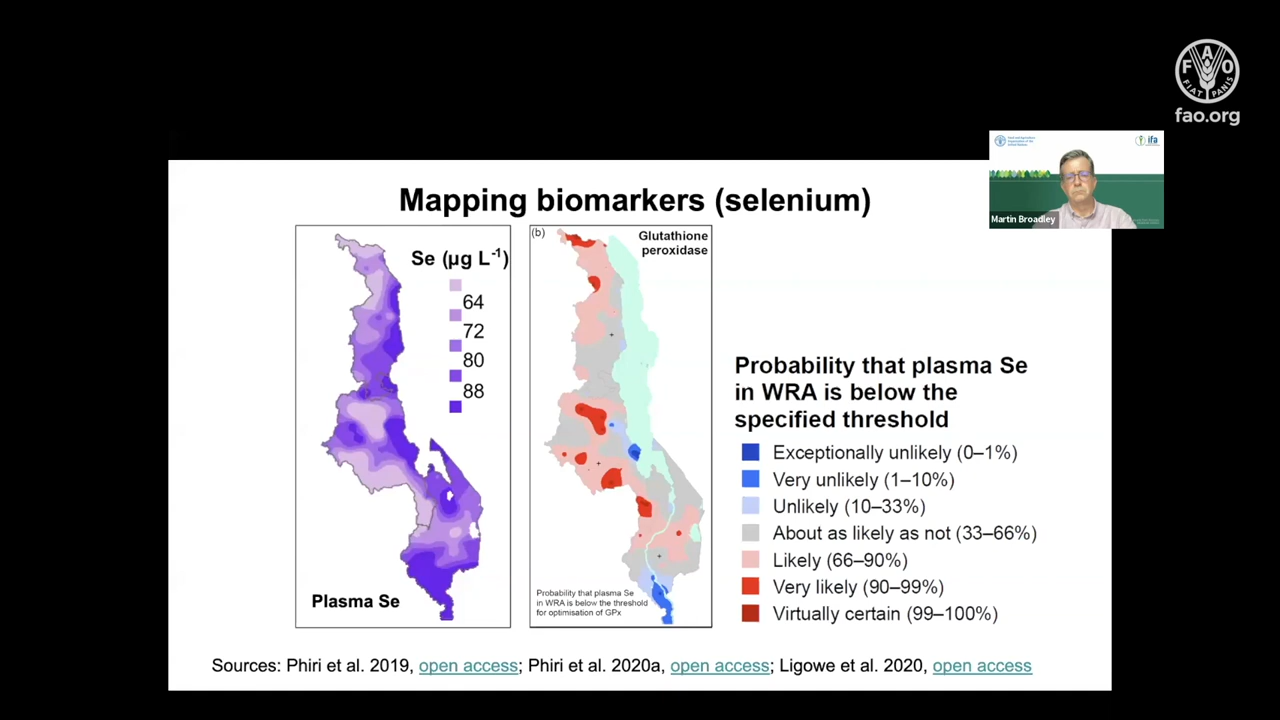 F A O
FIAT PANIS
fao.org
ifa
Martin Broadley
Mapping biomarkers (selenium)
Se (µg L-1)
64
72
80
88
Plasma Se
(b)
Glutathione
peroxidase
Probability that plasma Se
in WRA is below the threshold
for optimisation of GPx
Probability that plasma Se
in WRA is below the
specified threshold
Exceptionally unlikely (0–1%)
Very unlikely (1–10%)
Unlikely (10–33%)
About as likely as not (33–66%)
Likely (66–90%)
Very likely (90–99%)
Virtually certain (99–100%)
Sources: Phiri et al. 2019, open access; Phiri et al. 2020a, open access; Ligowe et al. 2020, open access